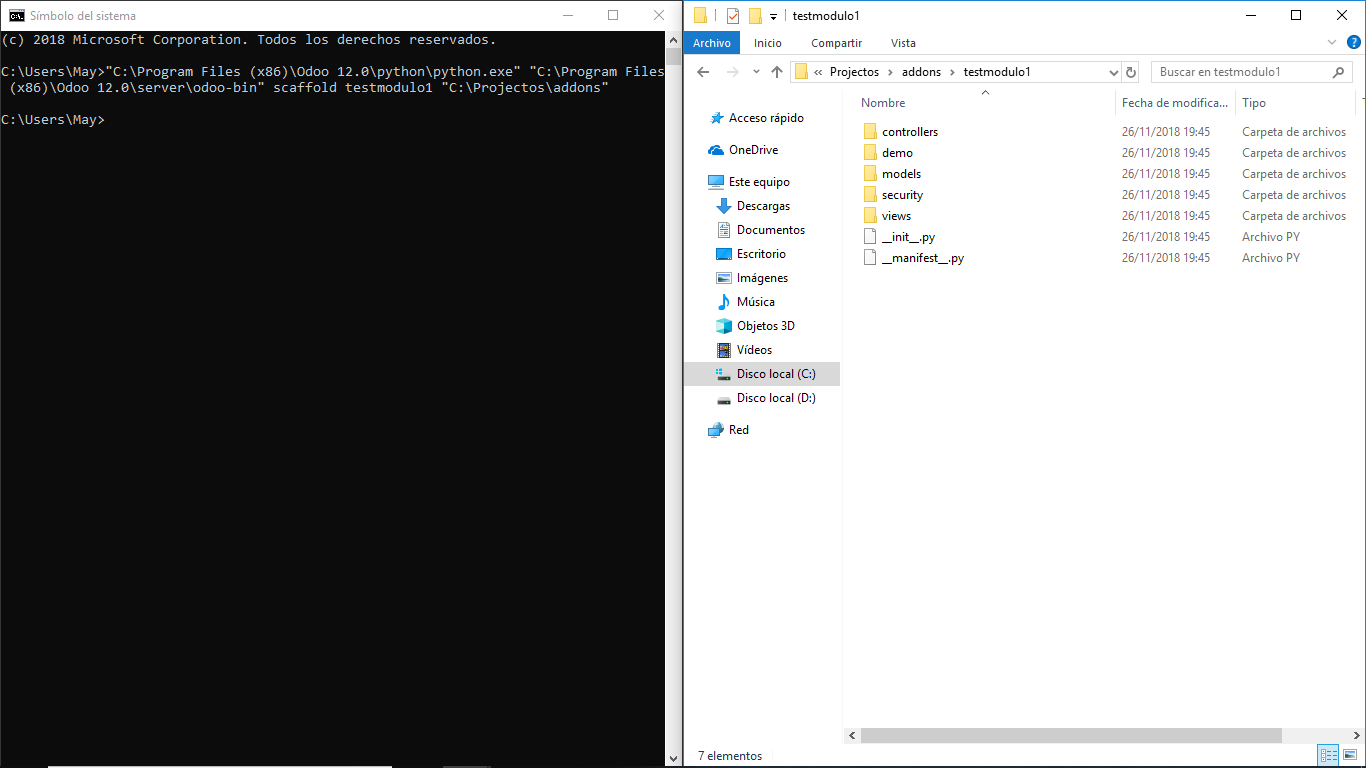 Símbolo del sistema
(c) 2018 Microsoft Corporation. Todos los derechos reservados.
C:\Users\May>"C:\Program Files (x86)\Odoo 12.0\python\python.exe" "C:\Program Files
(x86)\Odoo 12.0\server\odoo-bin" scaffold testmodulo1 "C:\Projectos\addons"
C:\Users\May>
testmodulo1
Archivo Inicio Compartir Vista
« Projectos > addons > testmodulo1
Buscar en testmodulo1
Acceso rápido
OneDrive
Este equipo
Descargas
Documentos
Escritorio
Imágenes
Música
Objetos 3D
Vídeos
Disco local (C:)
Disco local (D:)
Red
Nombre Fecha de modifica... Tipo
controllers 26/11/2018 19:45 Carpeta de archivos
demo 26/11/2018 19:45 Carpeta de archivos
models 26/11/2018 19:45 Carpeta de archivos
security 26/11/2018 19:45 Carpeta de archivos
views 26/11/2018 19:45 Carpeta de archivos
__init__.py 26/11/2018 19:45 Archivo PY
__manifest__.py 26/11/2018 19:45 Archivo PY
7 elementos